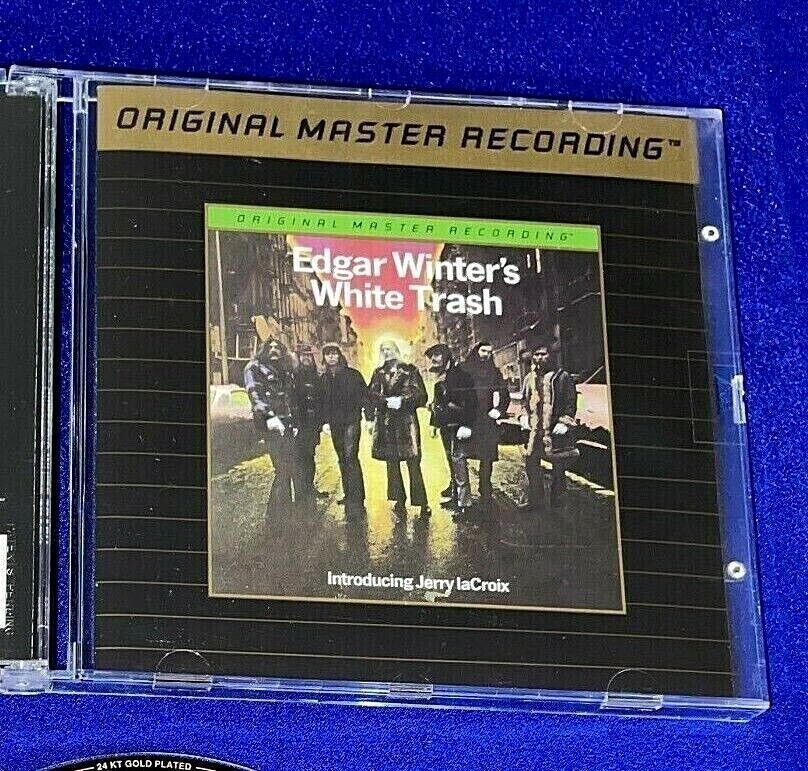 ORIGINAL MASTER RECORDING™
ORIGINAL MASTER RECORDING™
Edgar Winter's
White Trash
Introducing Jerry laCroix
24 KT GOLD PLATED